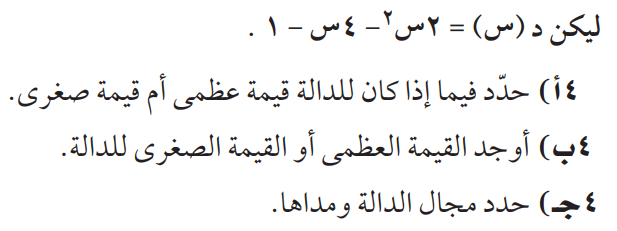 ليكن د (س) = ٢س٢ – ٤س – ١ .
٤أ) حدّد فيما إذا كان للدالة قيمة عظمى أم قيمة صغرى.
٤ب) أوجد القيمة العظمى أو القيمة الصغرى للدالة.
٤جـ) حدد مجال الدالة ومداها.